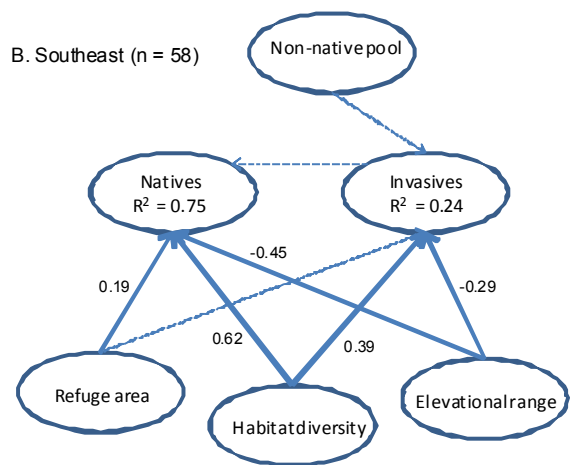 Non-native pool
B. Southeast (n = 58)
Natives
R² = 0.75
Invasives
R² = 0.24
-0.45
0.19
-0.29
0.62
0.39
Refuge area
Habitat diversity
Elevational range